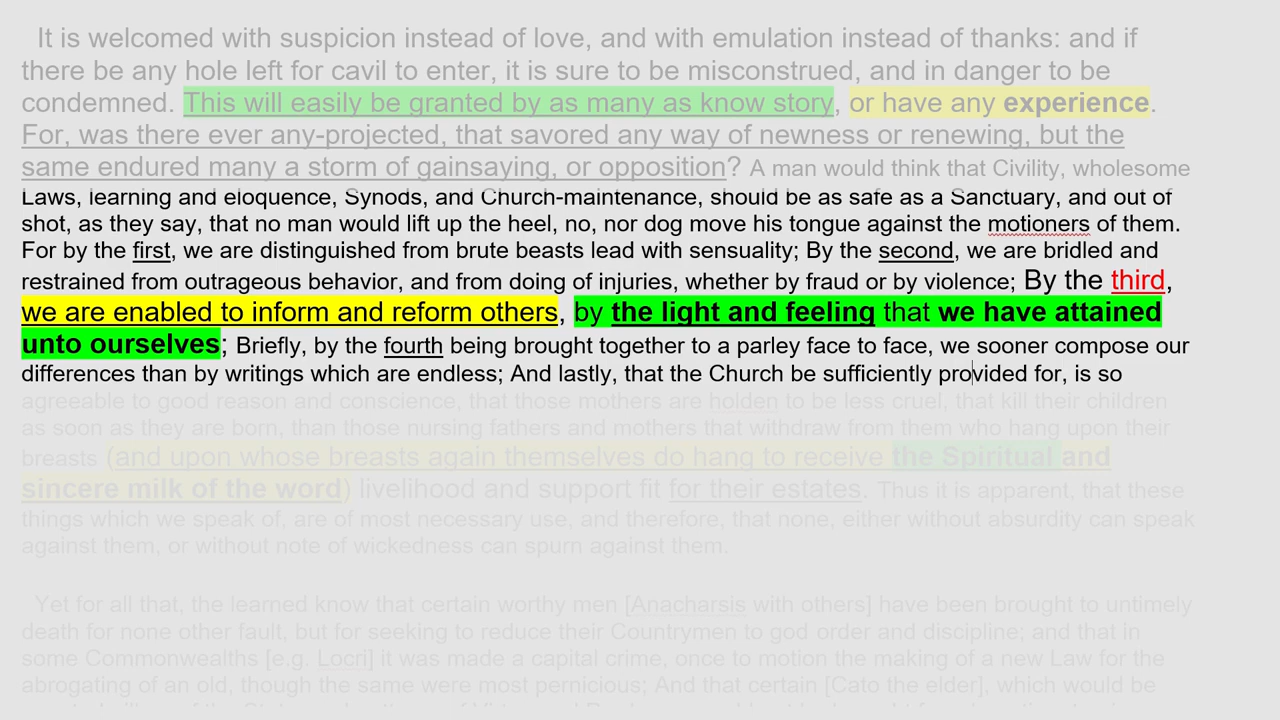 It is welcomed with suspicion instead of love, and with emulation instead of thanks: and if
there be any hole left for cavil to enter, it is sure to be misconstrued, and in danger to be
condemned. This will easily be granted by as many as know story, or have any experience.
For, was there ever any-projected, that savored any way of newness or renewing, but the
same endured many a storm of gainsaying, or opposition? A man would think that Civility, wholesome
Laws, learning and eloquence, Synods, and Church-maintenance, should be as safe as a Sanctuary, and out of
shot, as they say, that no man would lift up the heel, no, nor dog move his tongue against the motioners of them.
For by the first, we are distinguished from brute beasts lead with sensuality; By the second, we are bridled and
restrained from outrageous behavior, and from doing of injuries, whether by fraud or by violence; By the third,
we are enabled to inform and reform others, by the light and feeling that we have attained
unto ourselves; Briefly, by the fourth being brought together to a parley face to face, we sooner compose our
differences than by writings which are endless; And lastly, that the Church be sufficiently provided for, is so
agreeable to good reason and conscience, that those mothers are holden to be less cruel, that kill their children
as soon as they are born, than those nursing fathers and mothers that withdraw from them who hang upon their
breasts (and upon whose breasts again themselves do hang to receive the Spiritual and
sincere milk of the word) livelihood and support fit for their estates. Thus it is apparent, that these
things which we speak of, are of most necessary use, and therefore, that none, either without absurdity can speak
against them, or without note of wickedness can spurn against them.
Yet for all that, the learned know that certain worthy men [Anacharsis with others] have been brought to untimely
death for none other fault, but for seeking to reduce their Countrymen to god order and discipline; and that in
some Commonwealths [e.g. Locri] it was made a capital crime, once to motion the making of a new Law for the
abrogating of an old, though the same were most pernicious; And that certain [Cato the elder], which would be